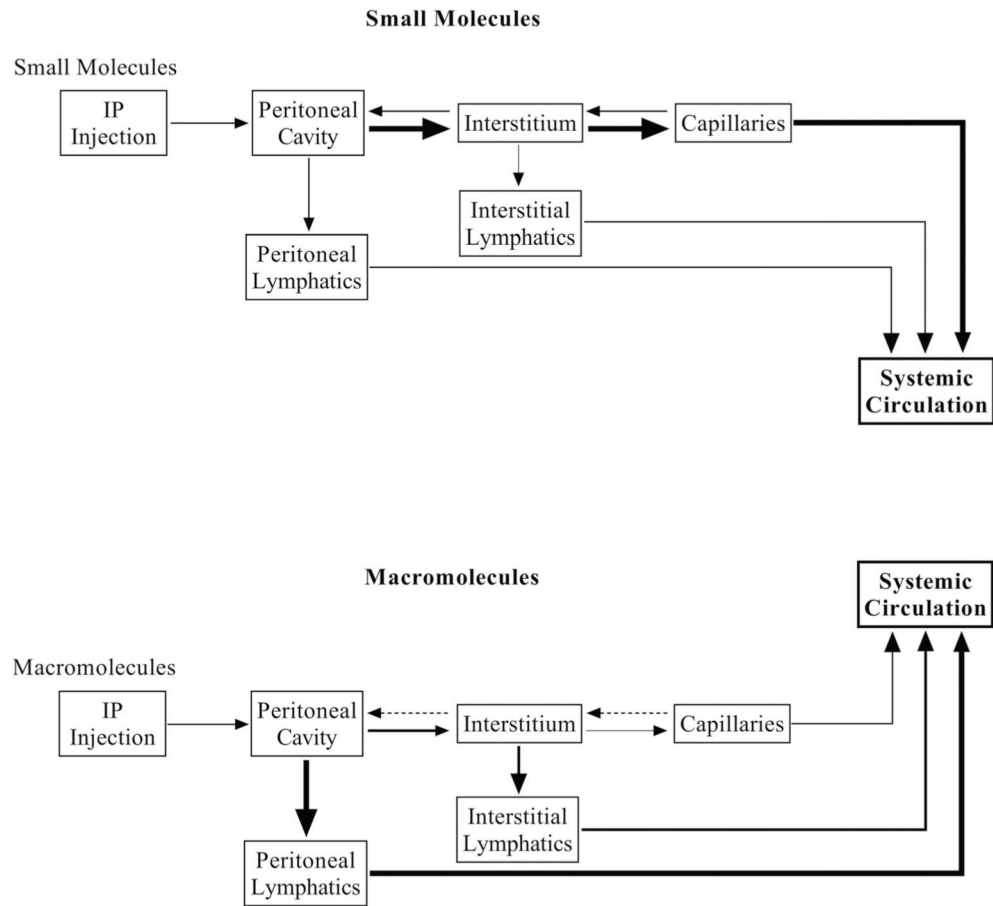 Small Molecules
Small Molecules
IP
Injection
Peritoneal
Cavity
Interstitium
Capillaries
Interstitial
Lymphatics
Peritoneal
Lymphatics
Systemic
Circulation
Macromolecules
Systemic
Circulation
Macromolecules
IP
Injection
Peritoneal
Cavity
Interstitium
Capillaries
Interstitial
Lymphatics
Peritoneal
Lymphatics